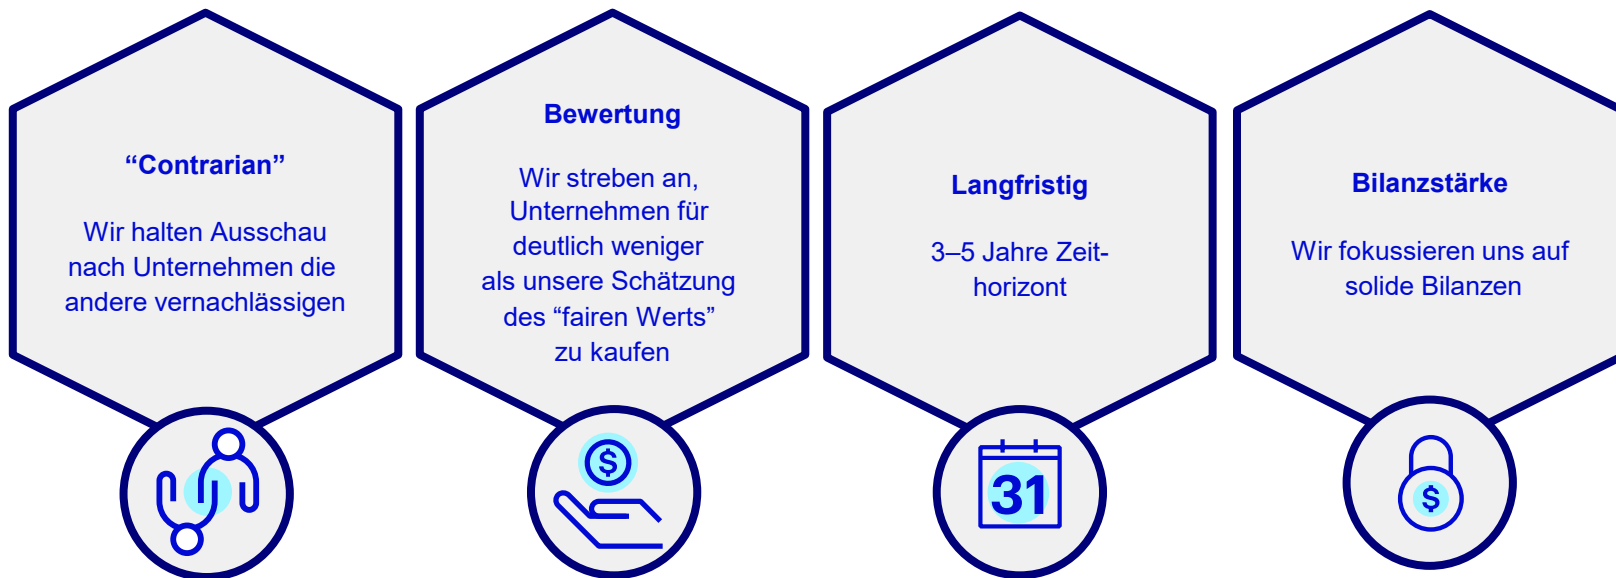 “Contrarian”
Wir halten Ausschau
nach Unternehmen die
andere vernachlässigen
Bewertung
Wir streben an,
Unternehmen für
deutlich weniger
als unsere Schätzung
des “fairen Werts”
zu kaufen
Langfristig
3–5 Jahre Zeit-
horizont
Bilanzstärke
Wir fokussieren uns auf
solide Bilanzen
$
31
$